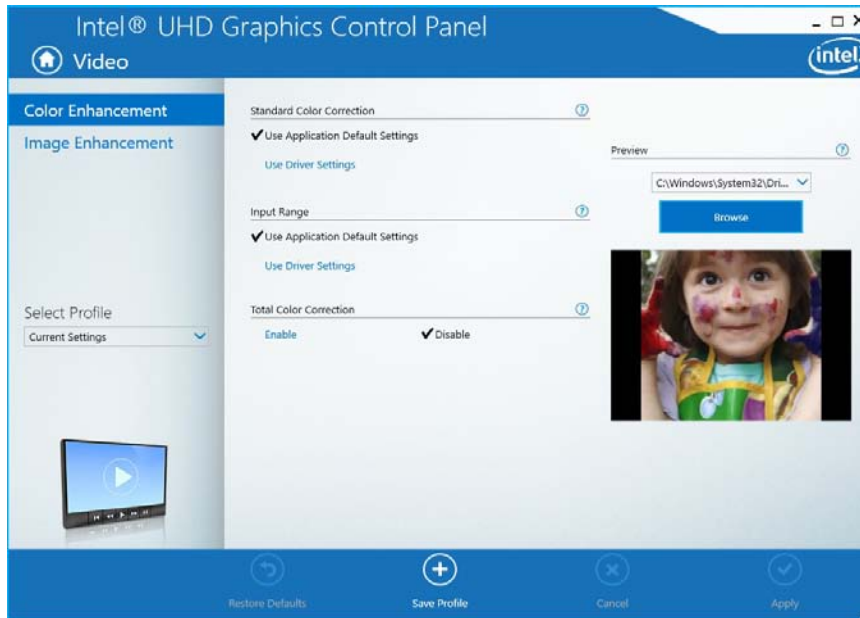 Intel® UHD Graphics Control Panel
Video
intel
Color Enhancement
Image Enhancement
Select Profile
Current Settings
Standard Color Correction
Use Application Default Settings
Use Driver Settings
Input Range
Use Application Default Settings
Use Driver Settings
Total Color Correction
Enable
Disable
Preview
C:\Windows\System32\Dri...
Browse
Restore Defaults
Save Profile
Cancel
Apply